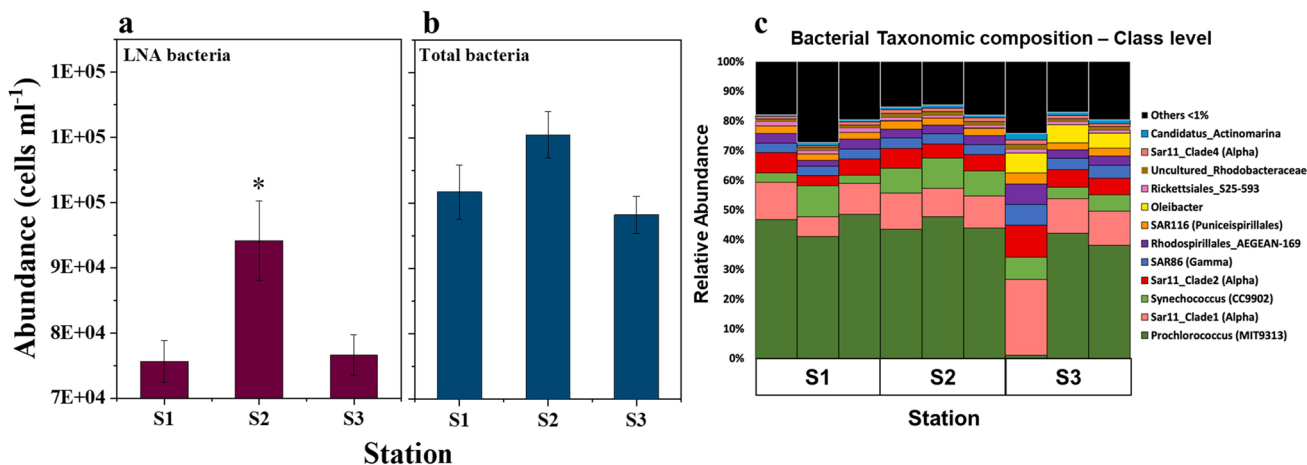 a
LNA bacteria
b
Total bacteria
Abundance (cells ml⁻¹)
1E+05
1E+05
1E+05
9E+04
8E+04
7E+04
*
S1 S2 S3
S1 S2 S3
Station
c
Bacterial Taxonomic composition – Class level
Relative Abundance
100%
90%
80%
70%
60%
50%
40%
30%
20%
10%
0%
S1 S2 S3
Station
Others <1%
Candidatus_Actinomarina
Sar11_Clade4 (Alpha)
Uncultured_Rhodobacteraceae
Rickettsiales_S25-593
Oleibacter
SAR116 (Puniceispirillales)
Rhodospirillales_AEGEAN-169
SAR86 (Gamma)
Sar11_Clade2 (Alpha)
Synechococcus (CC9902)
Sar11_Clade1 (Alpha)
Prochlorococcus (MIT9313)